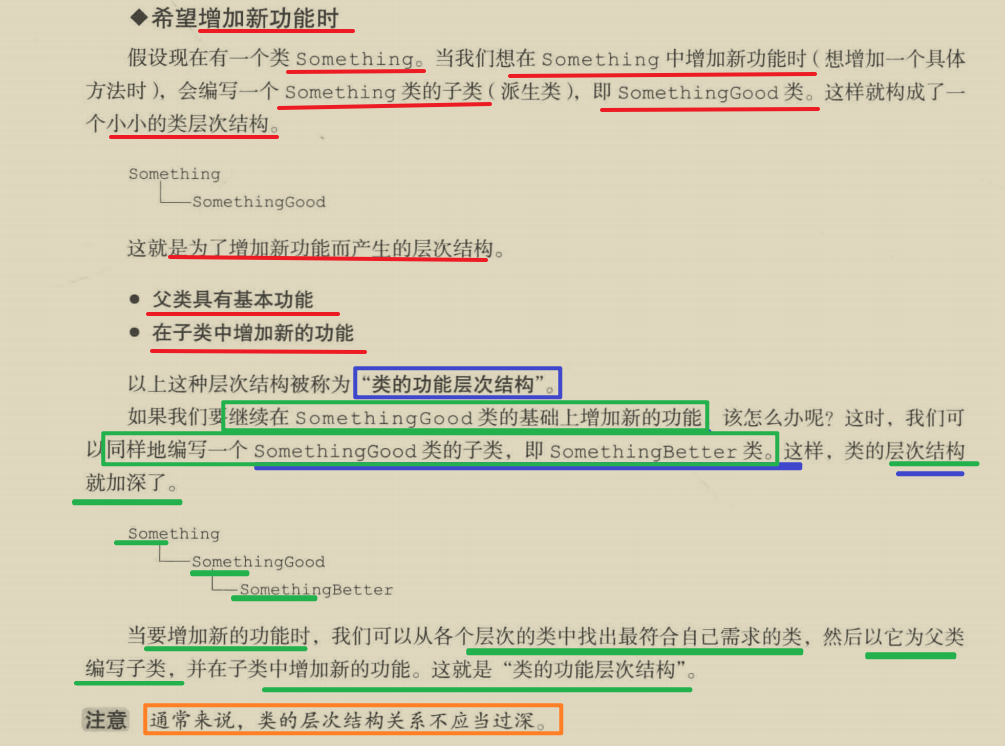 ◆希望增加新功能时
假设现在有一个类 Something。当我们想在 Something 中增加新功能时(想增加一个具体
方法时),会编写一个 Something 类的子类(派生类),即 SomethingGood 类。这样就构成了一
个小小的类层次结构。
Something
SomethingGood
这就是为了增加新功能而产生的层次结构。
● 父类具有基本功能
● 在子类中增加新的功能
以上这种层次结构被称为“类的功能层次结构”。
如果我们要继续在 SomethingGood 类的基础上增加新的功能,该怎么办呢?这时,我们可
以同样地编写一个 SomethingGood 类的子类,即 SomethingBetter 类。这样,类的层次结构
就加深了。
Something
SomethingGood
SomethingBetter
当要增加新的功能时,我们可以从各个层次的类中找出最符合自己需求的类,然后以它为父类
编写子类,并在子类中增加新的功能。这就是“类的功能层次结构”。
注意 通常来说,类的层次结构关系不应当过深。